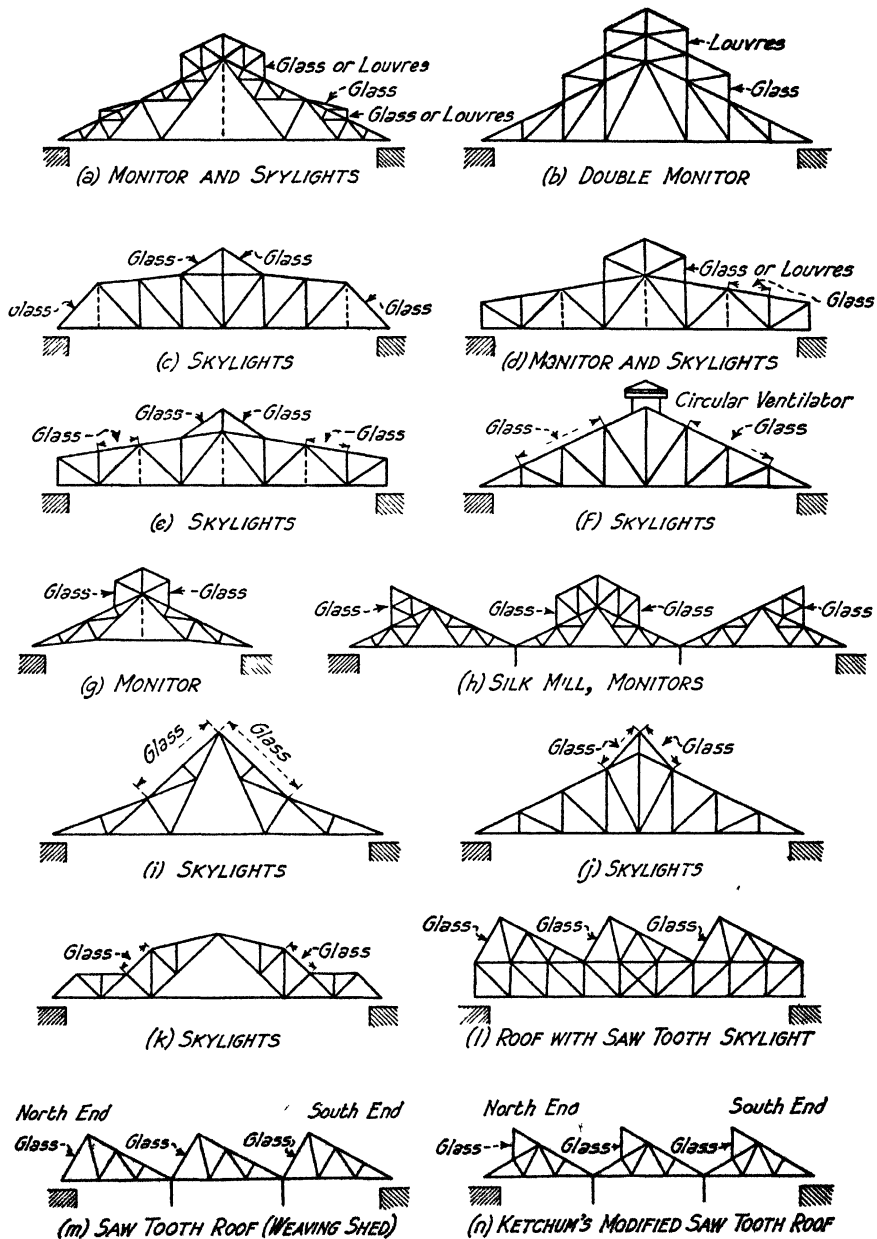 Glass or Louvres
Glass
Glass or Louvres
(a) MONITOR AND SKYLIGHTS
Louvres
Glass
(b) DOUBLE MONITOR
Glass Glass
Glass Glass
(c) SKYLIGHTS
Glass or Louvres
Glass
(d) MONITOR AND SKYLIGHTS
Glass Glass
Glass Glass
(e) SKYLIGHTS
Circular Ventilator
Glass Glass
(F) SKYLIGHTS
Glass Glass
(g) MONITOR
Glass Glass Glass Glass
(h) SILK MILL, MONITORS
Glass Glass
(i) SKYLIGHTS
Glass Glass
(j) SKYLIGHTS
Glass Glass
(k) SKYLIGHTS
Glass Glass Glass
(l) ROOF WITH SAW TOOTH SKYLIGHT
North End South End
Glass Glass Glass
(m) SAW TOOTH ROOF (WEAVING SHED)
North End South End
Glass Glass Glass
(n) KETCHUM'S MODIFIED SAW TOOTH ROOF